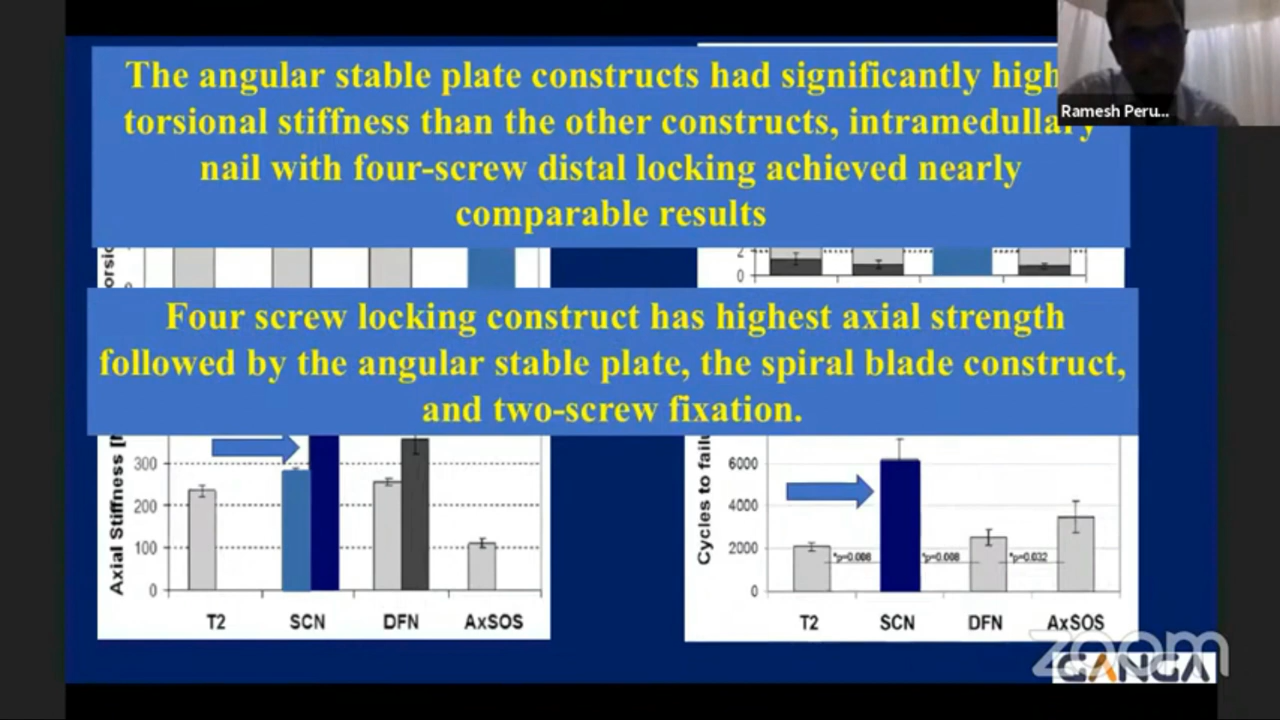 The angular stable plate constructs had significantly high
torsional stiffness than the other constructs, intramedullary
nail with four-screw distal locking achieved nearly
comparable results
Ramesh Peru...
2
0
Four screw locking construct has highest axial strength
followed by the angular stable plate, the spiral blade construct,
and two-screw fixation.
Axial Stiffness
300
200
100
0
T2 SCN DFN AxSOS
Cycles to
6000
4000
2000
0
*p=0.008 *p=0.008 *p=0.032
T2 SCN DFN AxSOS
zoom
GANGA